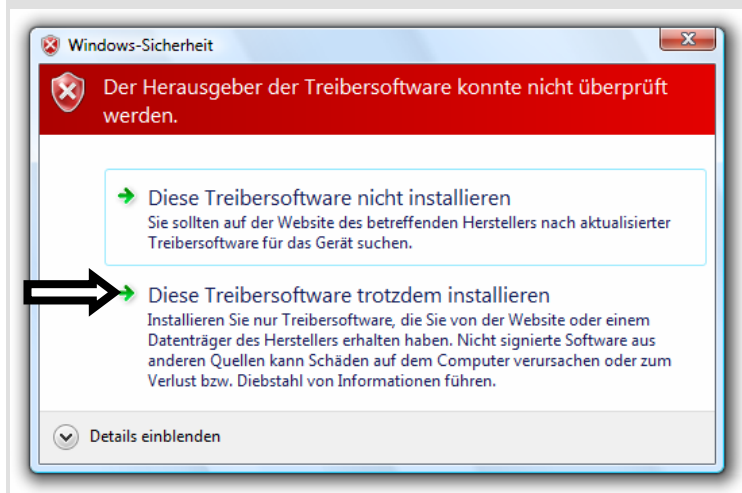 Windows-Sicherheit
Der Herausgeber der Treibersoftware konnte nicht überprüft
werden.
Diese Treibersoftware nicht installieren
Sie sollten auf der Website des betreffenden Herstellers nach aktualisierter
Treibersoftware für das Gerät suchen.
Diese Treibersoftware trotzdem installieren
Installieren Sie nur Treibersoftware, die Sie von der Website oder einem
Datenträger des Herstellers erhalten haben. Nicht signierte Software aus
anderen Quellen kann Schäden auf dem Computer verursachen oder zum
Verlust bzw. Diebstahl von Informationen führen.
Details einblenden